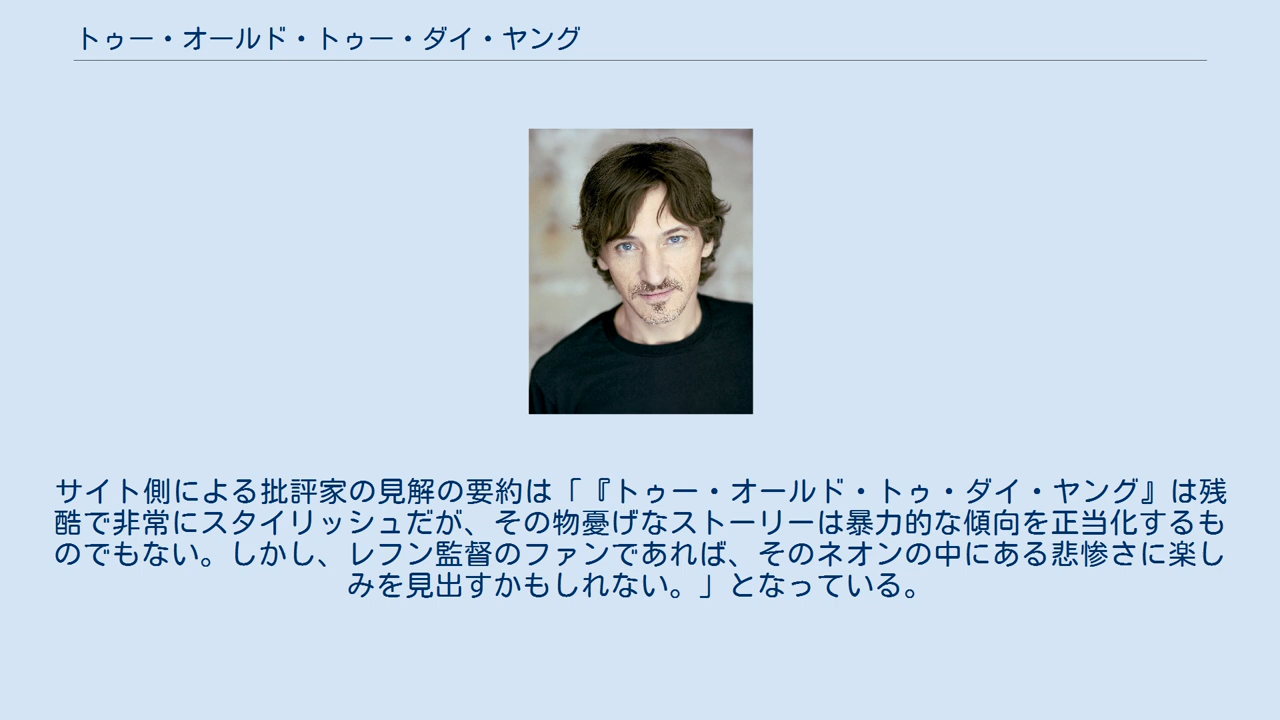 トゥー・オールド・トゥー・ダイ・ヤング
サイト側による批評家の見解の要約は「『トゥー・オールド・トゥ・ダイ・ヤング』は残
酷で非常にスタイリッシュだが、その物憂げなストーリーは暴力的な傾向を正当化するも
のでもない。しかし、レフン監督のファンであれば、そのネオンの中にある悲惨さに楽し
みを見出すかもしれない。」となっている。